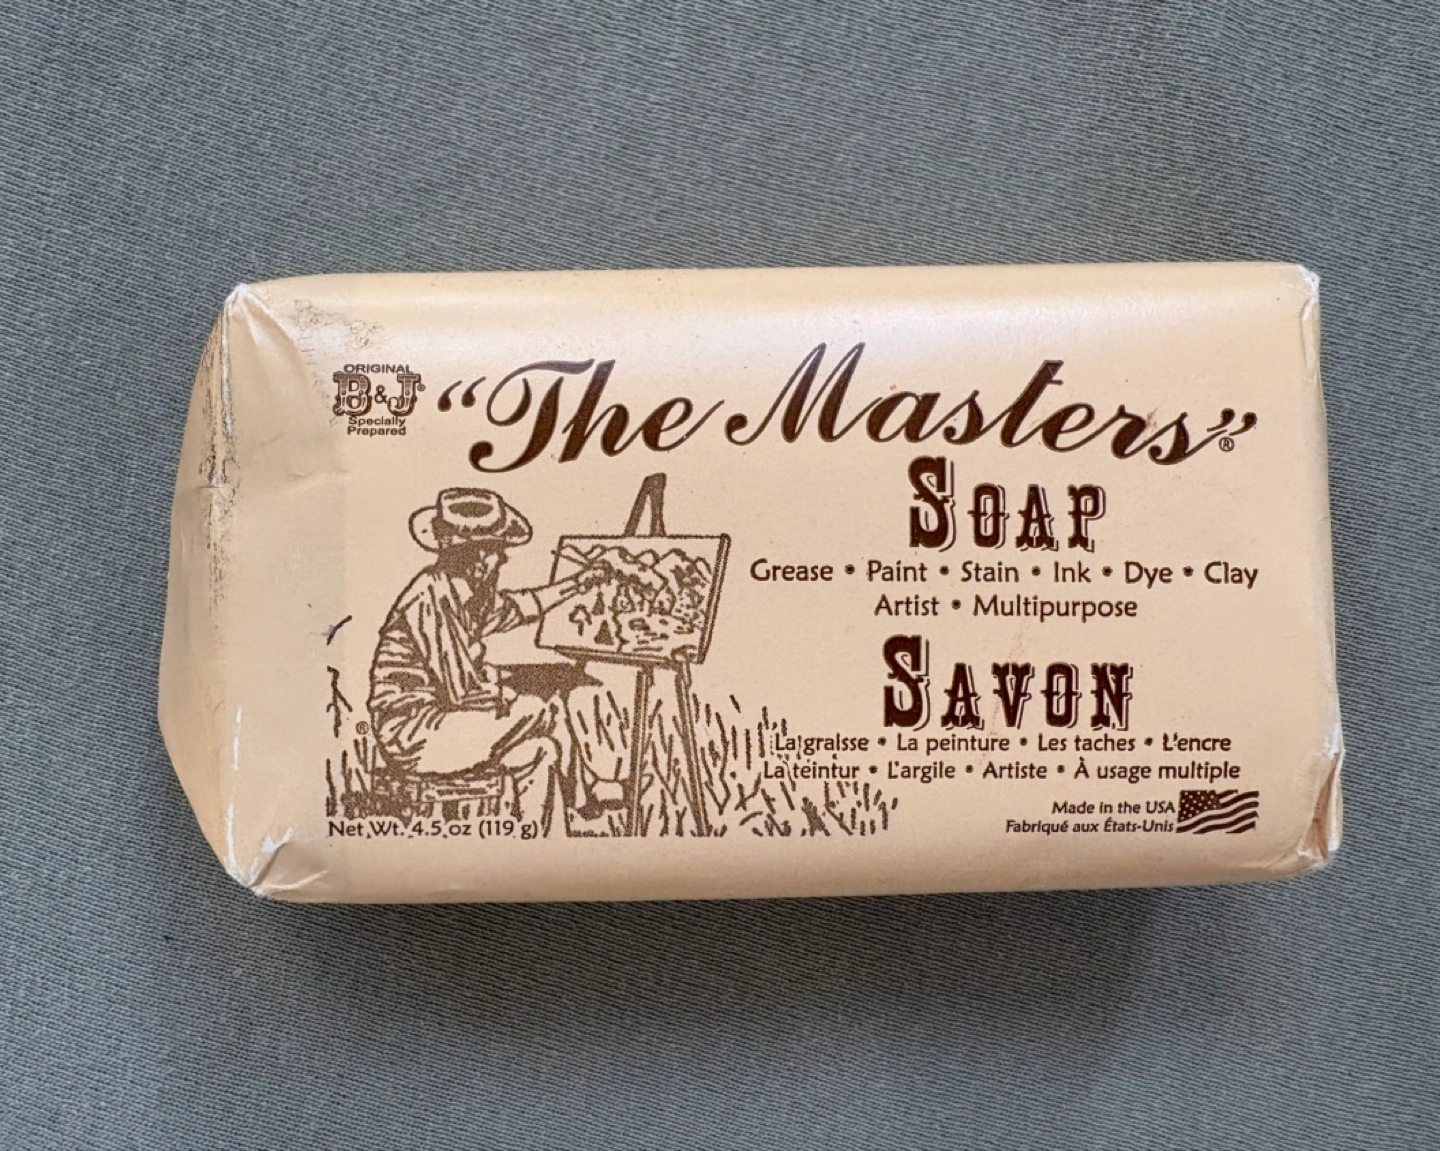 ORIGINAL
B&J®
Specially
Prepared
“The Masters”®
SOAP
Grease • Paint • Stain • Ink • Dye • Clay
Artist • Multipurpose
SAVON
La graisse • La peinture • Les taches • L'encre
La teintur • L'argile • Artiste • À usage multiple
®
Net Wt. 4.5 oz (119 g)
Made in the USA
Fabriqué aux États-Unis